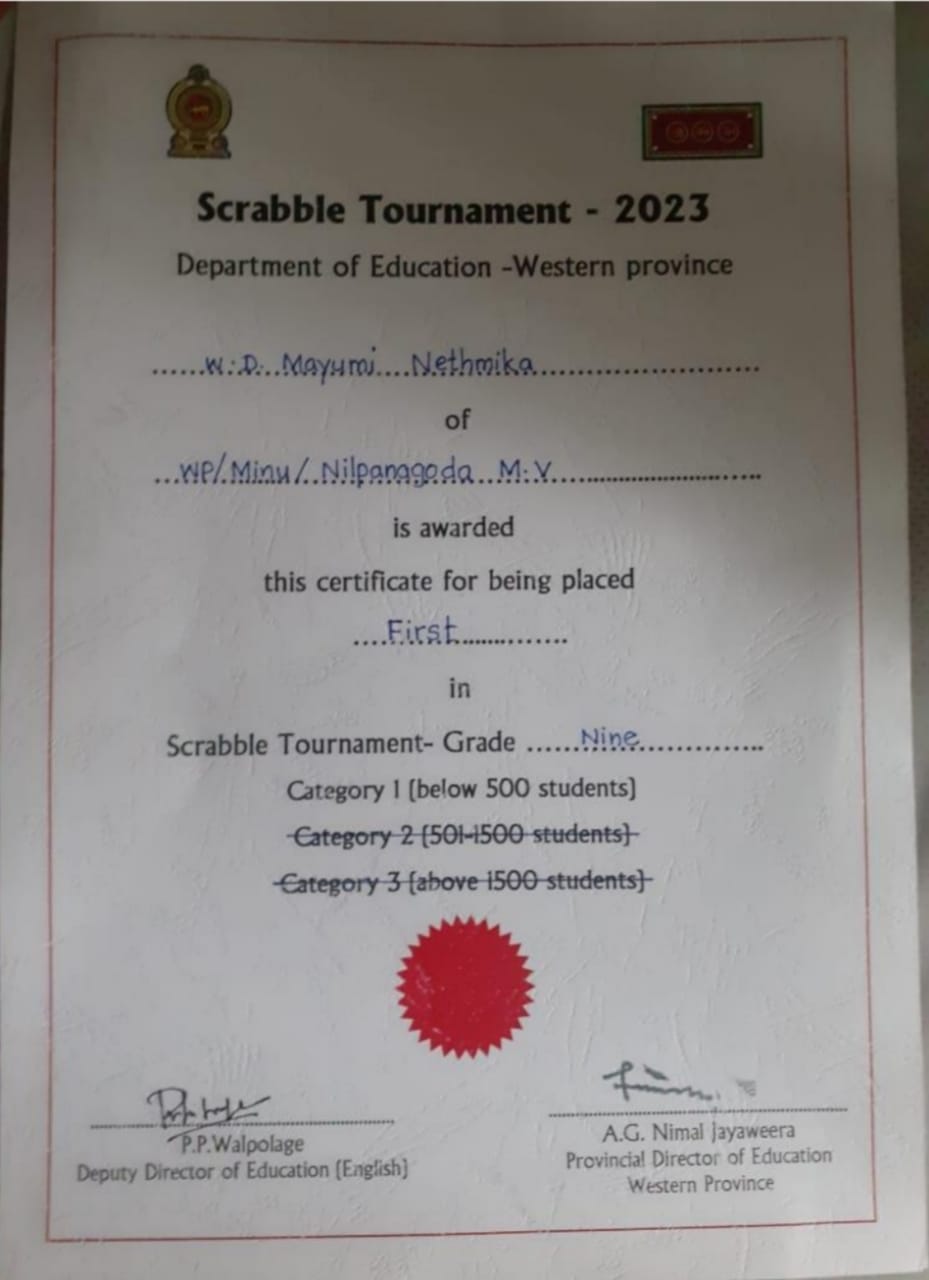 Scrabble Tournament - 2023
Department of Education -Western province
W.D. Mayumi Nethmika
of
WP/Minu/ Nilpanagoda M.V
is awarded
this certificate for being placed
First
in
Scrabble Tournament- Grade Nine
Category 1 (below 500 students)
Category 2 (501-1500 students)
Category 3 (above 1500 students)
P.P.Walpolage
Deputy Director of Education (English)
A.G. Nimal Jayaweera
Provincial Director of Education
Western Province